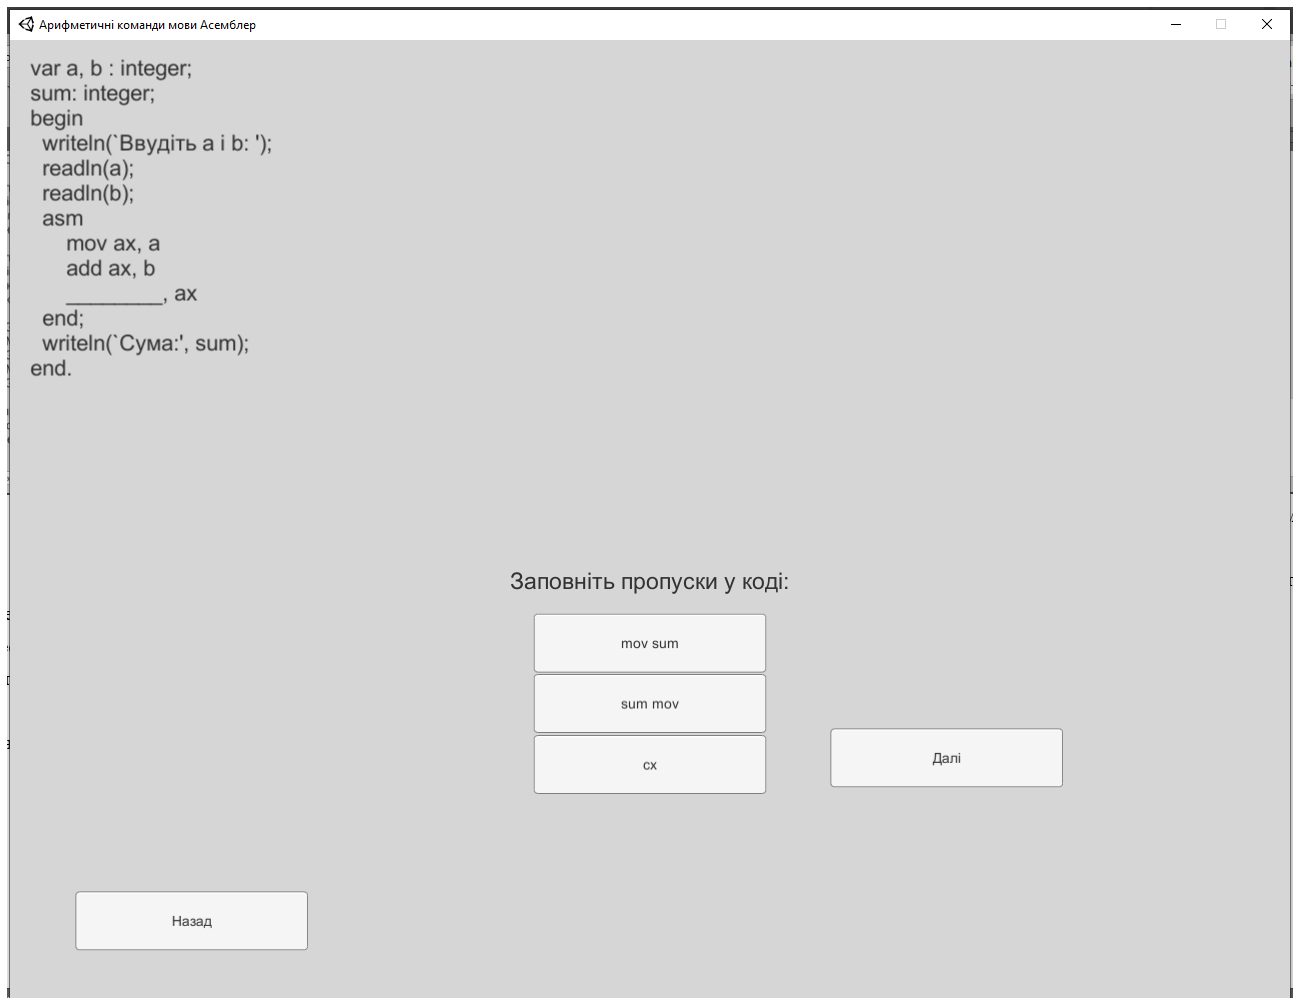 Арифметичні команди мови Асемблер
var a, b : integer;
sum: integer;
begin
writeln(`Ввудіть a i b: ');
readln(a);
readln(b);
asm
mov ax, a
add ax, b
________, ax
end;
writeln(`Сума:', sum);
end.
Заповніть пропуски у коді:
mov sum
sum mov
cx
Далі
Назад